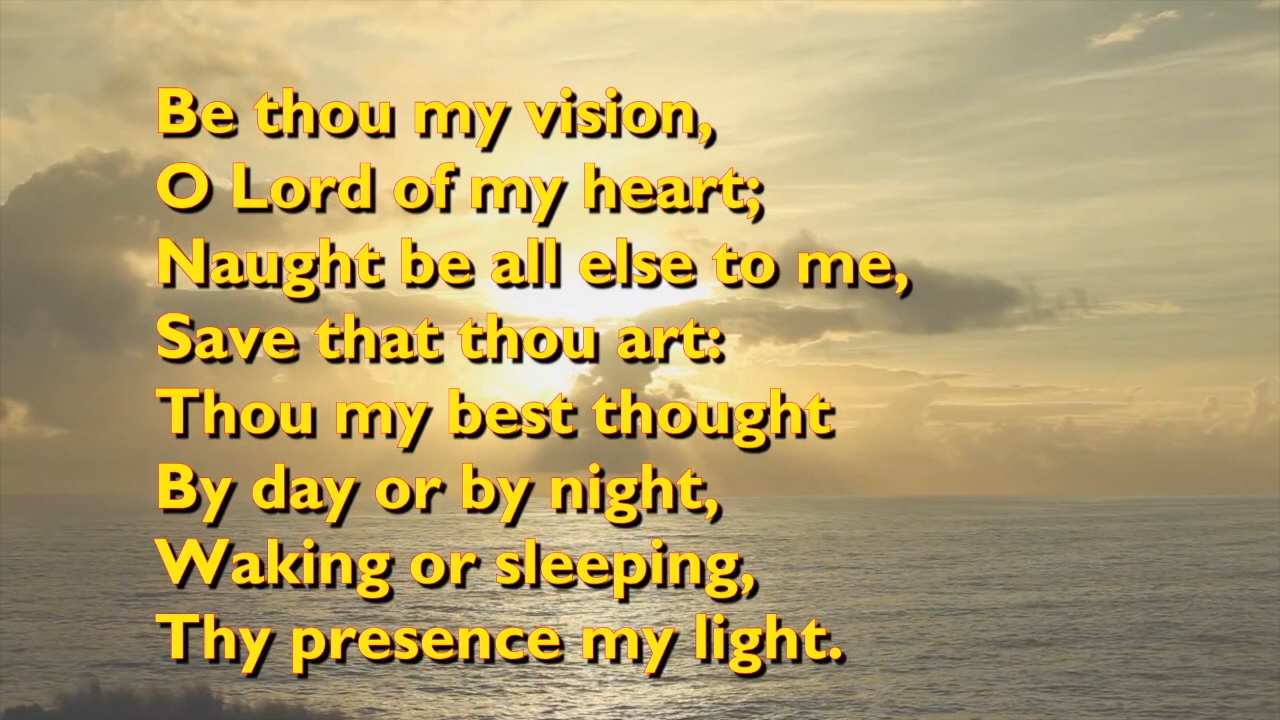 Be thou my vision,
O Lord of my heart;
Naught be all else to me,
Save that thou art:
Thou my best thought
By day or by night,
Waking or sleeping,
Thy presence my light.